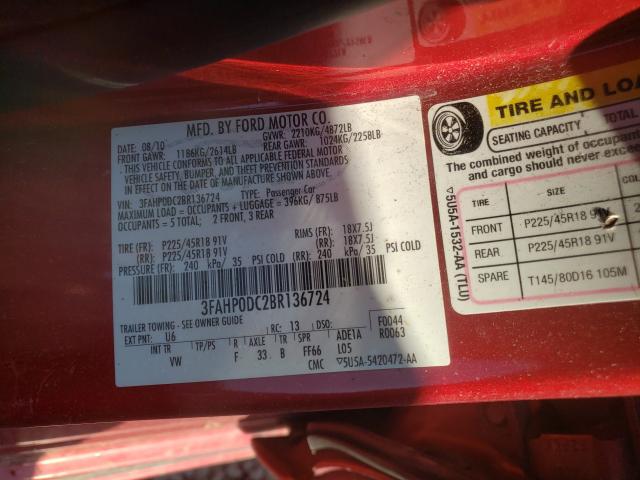 MFD. BY FORD MOTOR CO.
DATE: 08/10 GVWR: 2210KG/4872LB
FRONT GAWR: 1186KG/2614LB REAR GAWR: 1024KG/2258LB
THIS VEHICLE CONFORMS TO ALL APPLICABLE FEDERAL MOTOR
VEHICLE SAFETY, BUMPER, AND THEFT PREVENTION STANDARDS
IN EFFECT ON THE DATE OF MANUFACTURE SHOWN ABOVE.
VIN: 3FAHP0DC2BR136724 TYPE: Passenger Car
MAXIMUM LOAD = OCCUPANTS + LUGGAGE = 396KG/ 875LB
OCCUPANTS = 5 TOTAL; 2 FRONT, 3 REAR
TIRE (FR): P225/45R18 91V RIMS (FR): 18X7.5J
(RR): P225/45R18 91V (RR): 18X7.5J
PRESSURE (FR): 240 kPa/ 35 PSI COLD (RR): 240 kPa/ 35 PSI COLD
3FAHP0DC2BR136724
TRAILER TOWING - SEE OWNER GUIDE
EXT PNT: U6 RC: 13 DSO: F0044
INT TR TP/PS R AXLE TR SPR ADE1A R0063
VW F 33 B FF66 L05
CMC 5U5A-5420472-AA
5U5A-1532-AA (TLU)
TIRE AND LOA
SEATING CAPACITY TOTAL
The combined weight of occupants
and cargo should never exceed
TIRE SIZE CO
FRONT P225/45R18 91V 2
REAR P225/45R18 91V
SPARE T145/80D16 105M